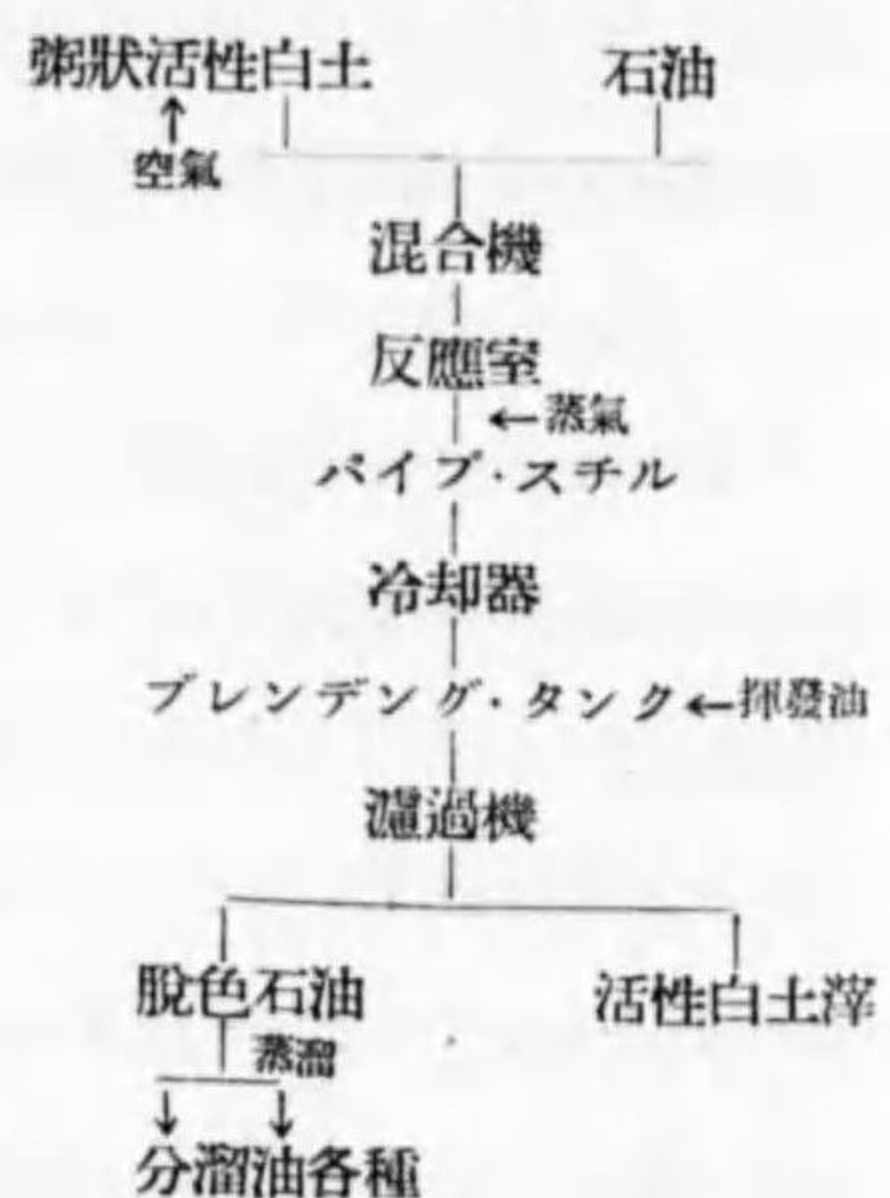 粥狀活性白土
石油
空氣
混合機
反應室
←蒸氣
パイプ・スチル
冷却器
ブレンデング・タンク←揮發油
濾過機
脫色石油
活性白土滓
蒸溜
分溜油各種